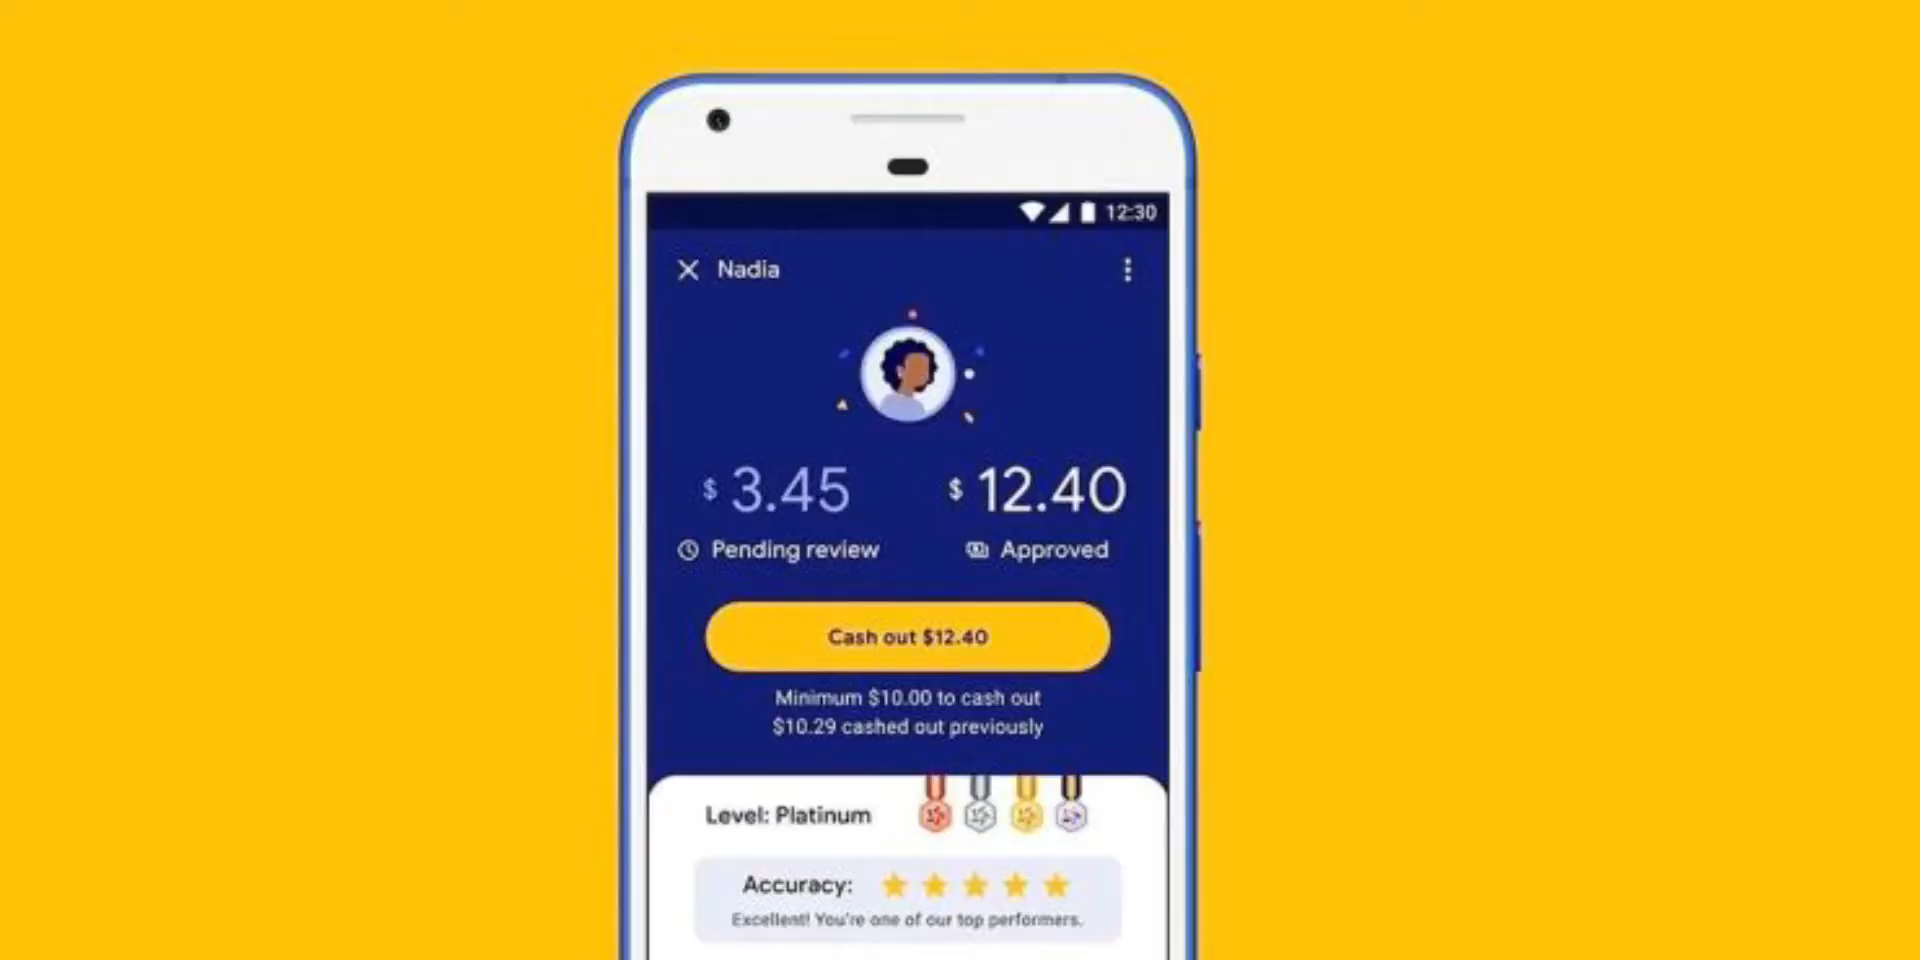 12:30
Nadia
$ 3.45
$ 12.40
Pending review
Approved
Cash out $12.40
Minimum $10.00 to cash out
$10.29 cashed out previously
Level: Platinum
Accuracy:
Excellent! You're one of our top performers.